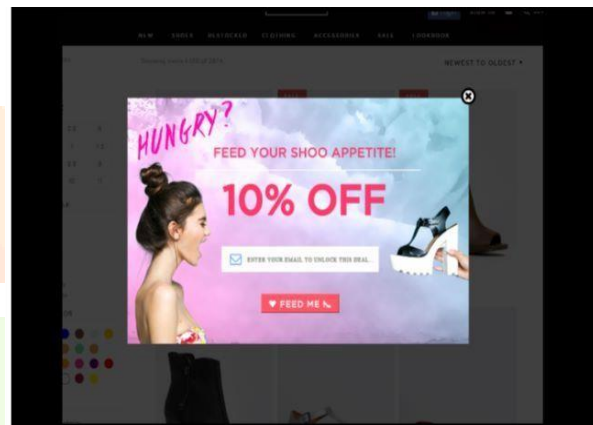 NEW SHOES RESTOCKED CLOTHING ACCESSORIES SALE LOOKBOOK
NEWEST TO OLDEST
HUNGRY?
FEED YOUR SHOO APPETITE!
10% OFF
ENTER YOUR EMAIL TO UNLOCK THIS DEAL...
FEED ME